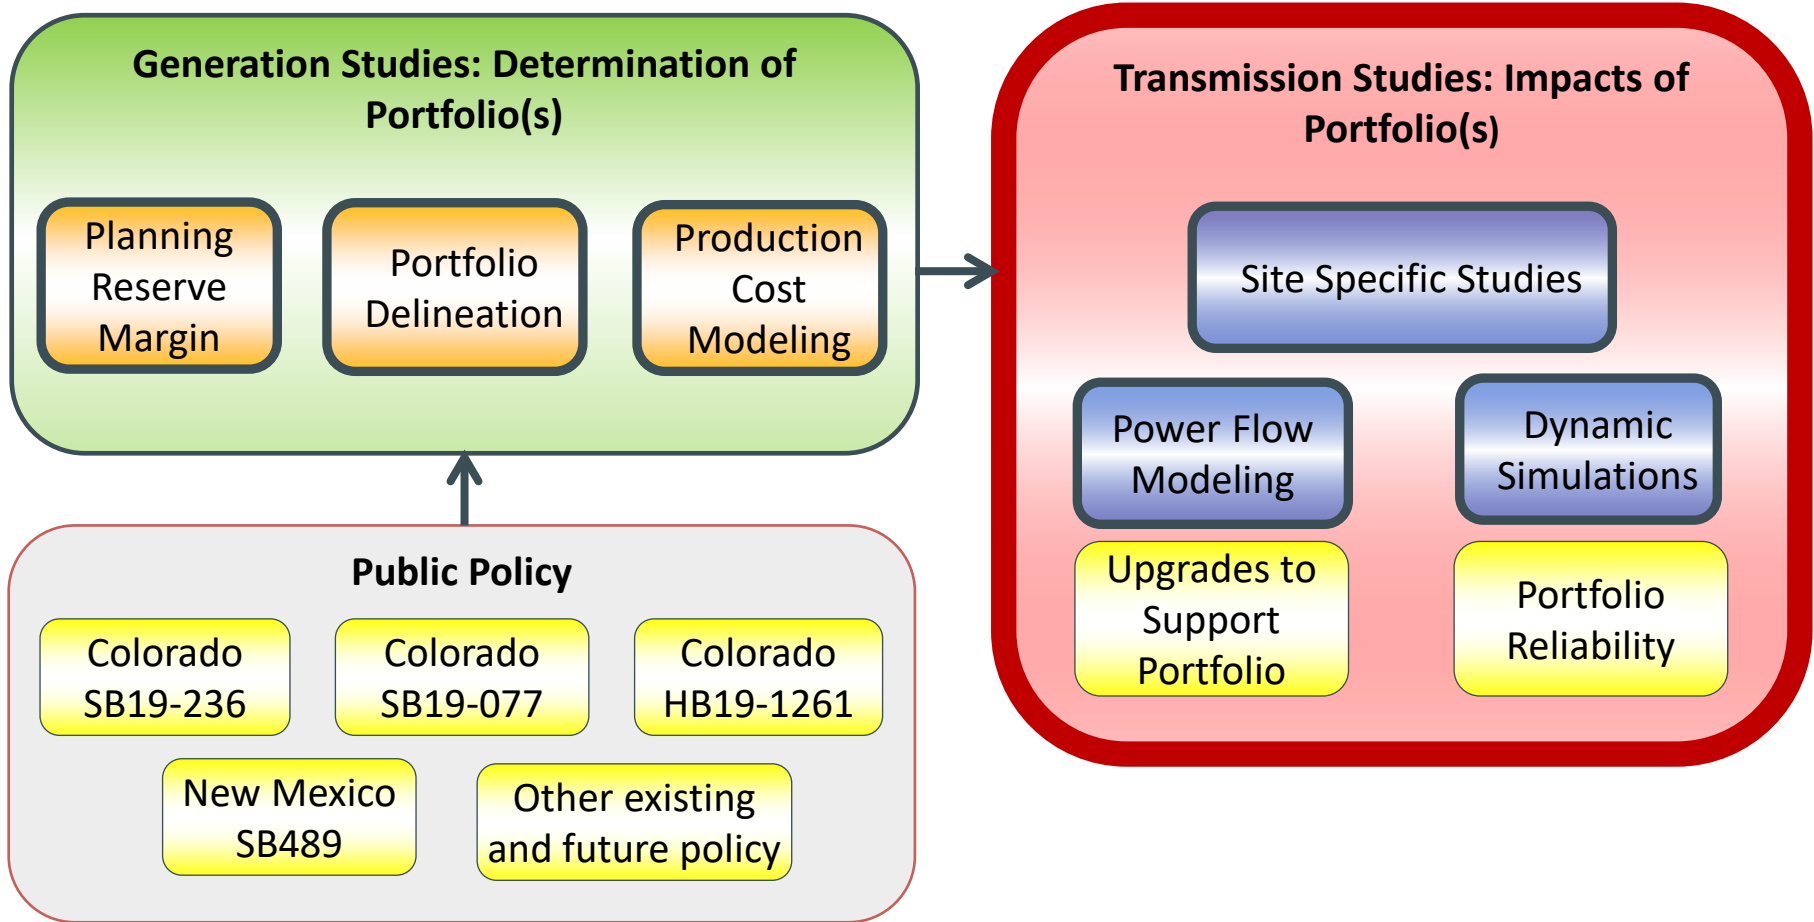 Generation Studies: Determination of
Portfolio(s)
Planning
Reserve
Margin
Portfolio
Delineation
Production
Cost
Modeling
Transmission Studies: Impacts of
Portfolio(s)
Site Specific Studies
Power Flow
Modeling
Dynamic
Simulations
Upgrades to
Support
Portfolio
Portfolio
Reliability
Public Policy
Colorado
SB19-236
Colorado
SB19-077
Colorado
HB19-1261
New Mexico
SB489
Other existing
and future policy